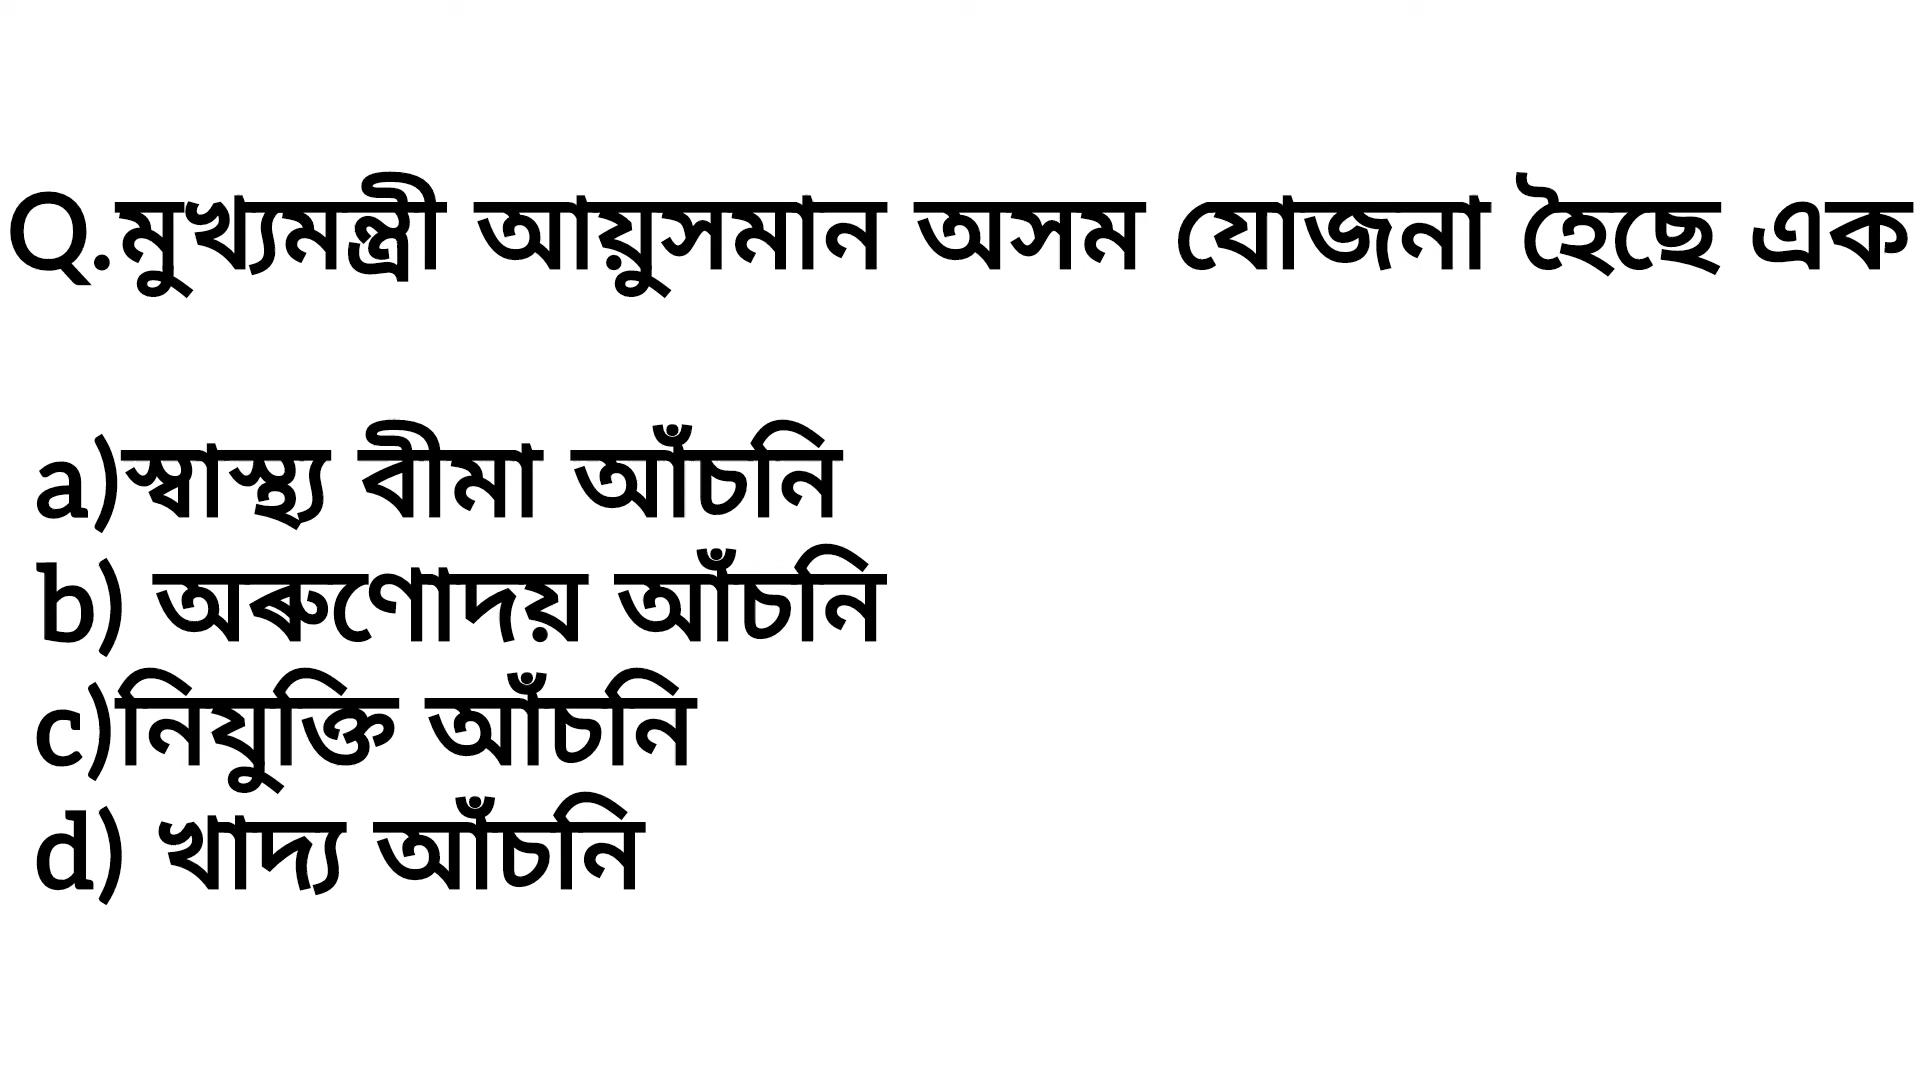 Q.মুখ্যমন্ত্রী আয়ুসমান অসম যোজনা হৈছে এক
a)স্বাস্থ্য বীমা আঁচনি
b) অৰুণোদয় আঁচনি
c)নিযুক্তি আঁচনি
d) খাদ্য আঁচনি